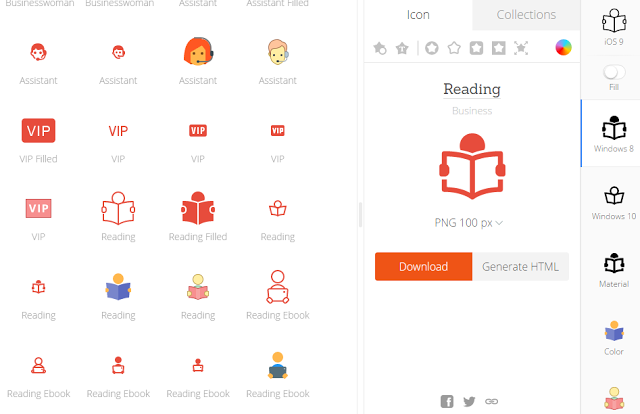 Businesswoman Businesswoman Assistant Assistant Filled
Assistant Assistant Assistant Assistant
VIP VIP VIP VIP
VIP Filled VIP VIP VIP
VIP
VIP Reading Reading Filled Reading
Reading Reading Reading Reading Ebook
Reading Ebook Reading Ebook Reading Ebook Reading Ebook
Icon Collections
Reading
Business
PNG 100 px
Download Generate HTML
iOS 9
Fill
Windows 8
Windows 10
Material
Color